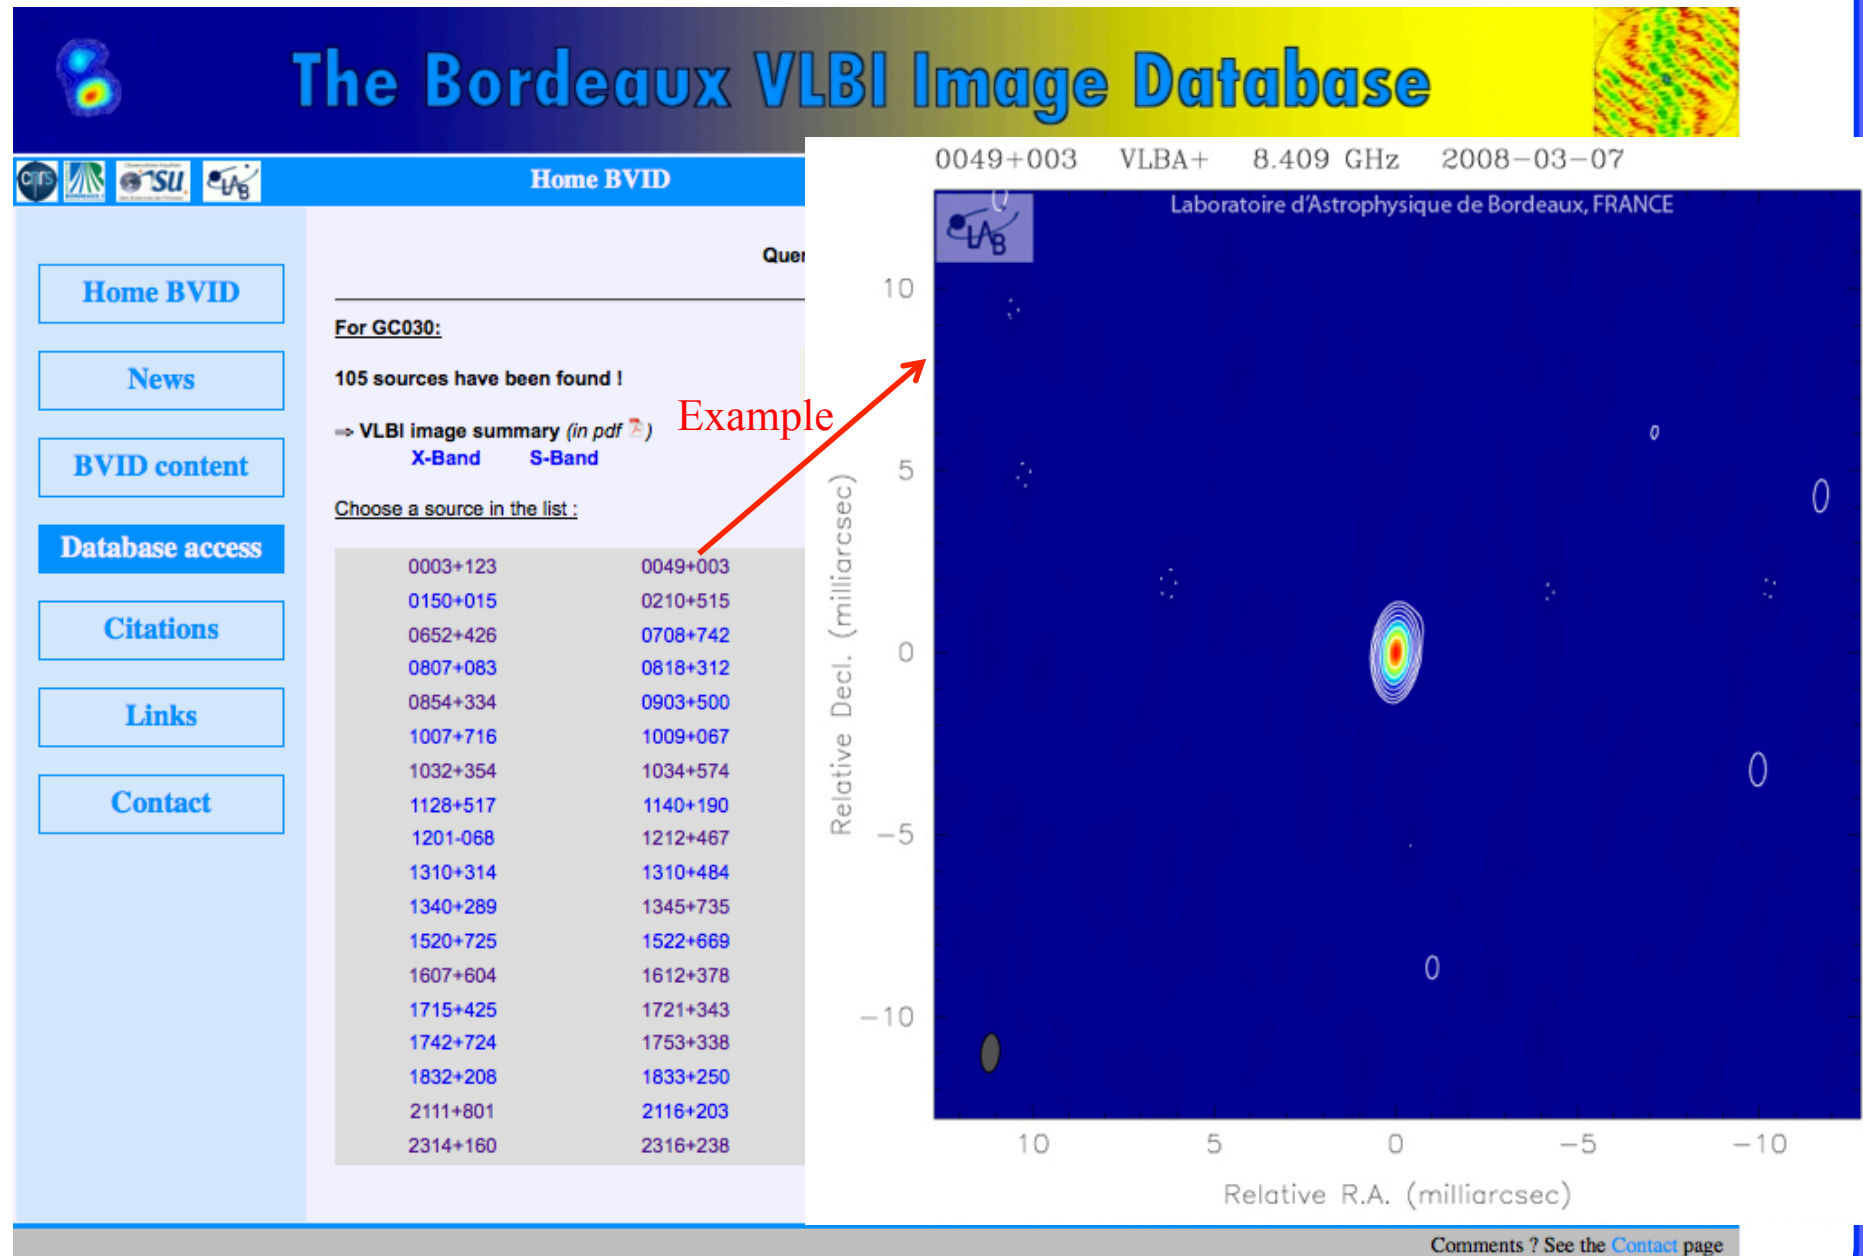 The Bordeaux VLBI Image Database
cnrs
BORDEAUX 1
SU
LAB
Home BVID
Home BVID
News
BVID content
Database access
Citations
Links
Contact
Quer
For GC030:
105 sources have been found !
⇒ VLBI image summary (in pdf )
X-Band S-Band
Choose a source in the list :
Example
0003+123 0049+003
0150+015 0210+515
0652+426 0708+742
0807+083 0818+312
0854+334 0903+500
1007+716 1009+067
1032+354 1034+574
1128+517 1140+190
1201-068 1212+467
1310+314 1310+484
1340+289 1345+735
1520+725 1522+669
1607+604 1612+378
1715+425 1721+343
1742+724 1753+338
1832+208 1833+250
2111+801 2116+203
2314+160 2316+238
0049+003 VLBA+ 8.409 GHz 2008−03−07
LAB
Laboratoire d'Astrophysique de Bordeaux, FRANCE
Relative Decl. (milliarcsec)
10
5
0
−5
−10
10 5 0 −5 −10
Relative R.A. (milliarcsec)
Comments ? See the Contact page